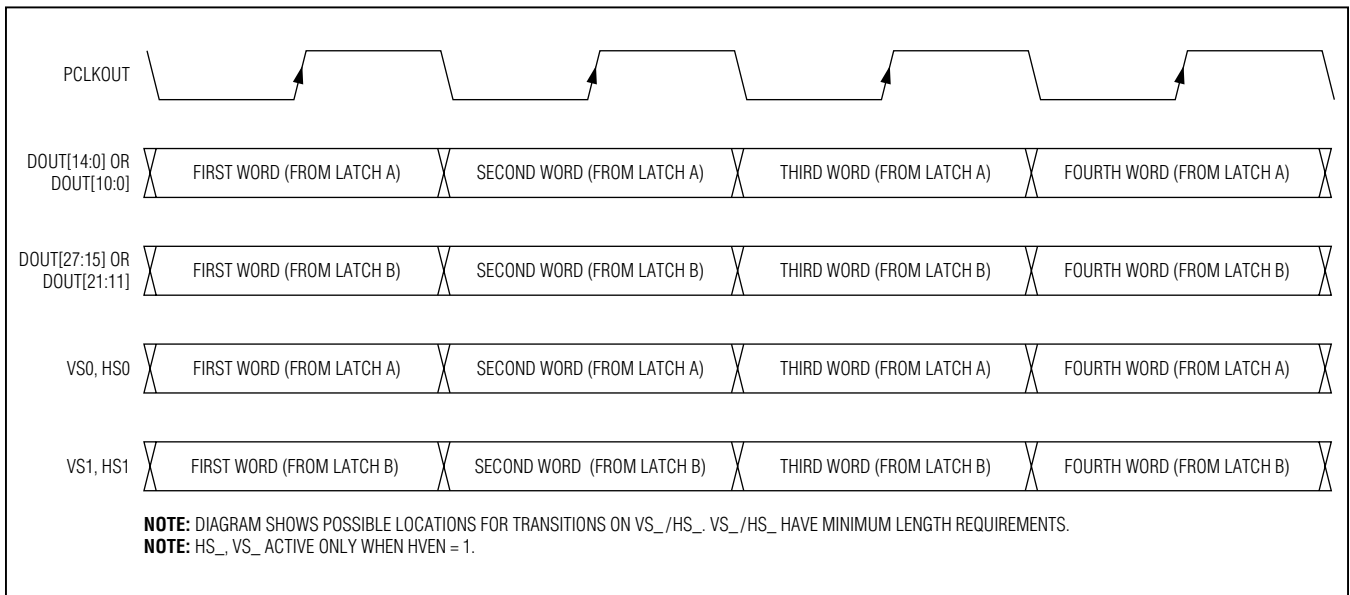 PCLKOUT
DOUT[14:0] OR
DOUT[10:0]
FIRST WORD (FROM LATCH A)
SECOND WORD (FROM LATCH A)
THIRD WORD (FROM LATCH A)
FOURTH WORD (FROM LATCH A)
DOUT[27:15] OR
DOUT[21:11]
FIRST WORD (FROM LATCH B)
SECOND WORD (FROM LATCH B)
THIRD WORD (FROM LATCH B)
FOURTH WORD (FROM LATCH B)
VS0, HS0
FIRST WORD (FROM LATCH A)
SECOND WORD (FROM LATCH A)
THIRD WORD (FROM LATCH A)
FOURTH WORD (FROM LATCH A)
VS1, HS1
FIRST WORD (FROM LATCH B)
SECOND WORD (FROM LATCH B)
THIRD WORD (FROM LATCH B)
FOURTH WORD (FROM LATCH B)
NOTE: DIAGRAM SHOWS POSSIBLE LOCATIONS FOR TRANSITIONS ON VS_/HS_. VS_/HS_ HAVE MINIMUM LENGTH REQUIREMENTS.
NOTE: HS_, VS_ ACTIVE ONLY WHEN HVEN = 1.